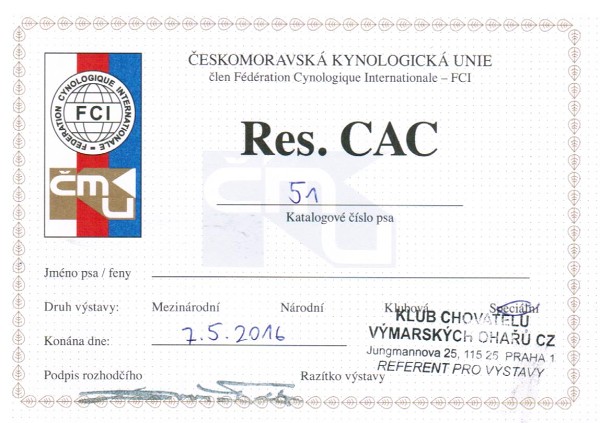 ČESKOMORAVSKÁ KYNOLOGICKÁ UNIE
člen Fédération Cynologique Internationale – FCI
FEDERATION CYNOLOGIQUE INTERNATIONALE
FCI
čmu
Res. CAC
51
Katalogové číslo psa
Jméno psa / feny
Druh výstavy: Mezinárodní Národní Klubová Speciální
KLUB CHOVATELŮ
VÝMARSKÝCH OHAŘŮ CZ
Konána dne: 7.5.2016
Jungmannova 25, 115 25 PRAHA 1
REFERENT PRO VÝSTAVY
Podpis rozhodčího Razítko výstavy